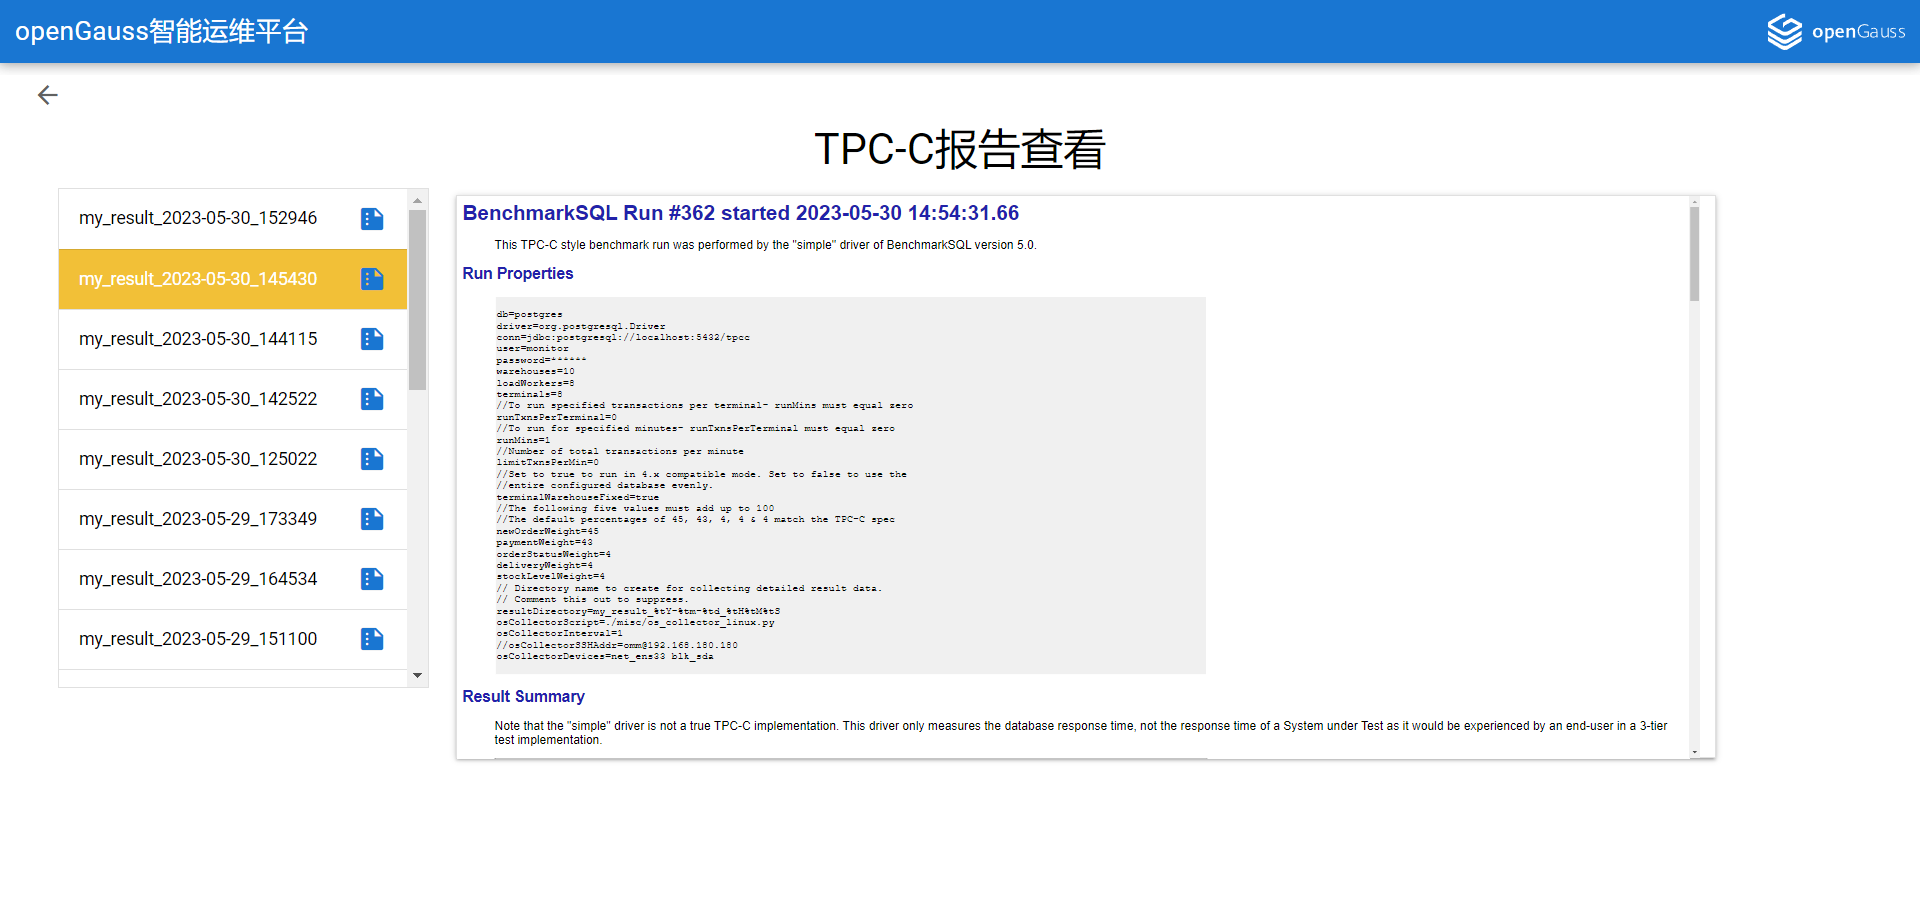 openGauss智能运维平台
openGauss
TPC-C报告查看
my_result_2023-05-30_152946
my_result_2023-05-30_145430
my_result_2023-05-30_144115
my_result_2023-05-30_142522
my_result_2023-05-30_125022
my_result_2023-05-29_173349
my_result_2023-05-29_164534
my_result_2023-05-29_151100
BenchmarkSQL Run #362 started 2023-05-30 14:54:31.66
This TPC-C style benchmark run was performed by the "simple" driver of BenchmarkSQL version 5.0.
Run Properties
db=postgres
driver=org.postgresql.Driver
conn=jdbc:postgresql://localhost:5432/tpcc
user=monitor
password=******
warehouses=10
loadWorkers=8
terminals=8
//To run specified transactions per terminal- runMins must equal zero
runTxnsPerTerminal=0
//To run for specified minutes- runTxnsPerTerminal must equal zero
runMins=1
//Number of total transactions per minute
limitTxnsPerMin=0
//Set to true to run in 4.x compatible mode. Set to false to use the
//entire configured database evenly.
terminalWarehouseFixed=true
//The following five values must add up to 100
//The default percentages of 45, 43, 4, 4 & 4 match the TPC-C spec
newOrderWeight=45
paymentWeight=43
orderStatusWeight=4
deliveryWeight=4
stockLevelWeight=4
// Directory name to create for collecting detailed result data.
// Comment this out to suppress.
resultDirectory=my_result_%tY-%tm-%td_%tH%tM%tS
osCollectorScript=./misc/os_collector_linux.py
osCollectorInterval=1
//osCollectorSSHAddr=omm@192.168.180.180
osCollectorDevices=net_ens33 blk_sda
Result Summary
Note that the "simple" driver is not a true TPC-C implementation. This driver only measures the database response time, not the response time of a System under Test as it would be experienced by an end-user in a 3-tier
test implementation.